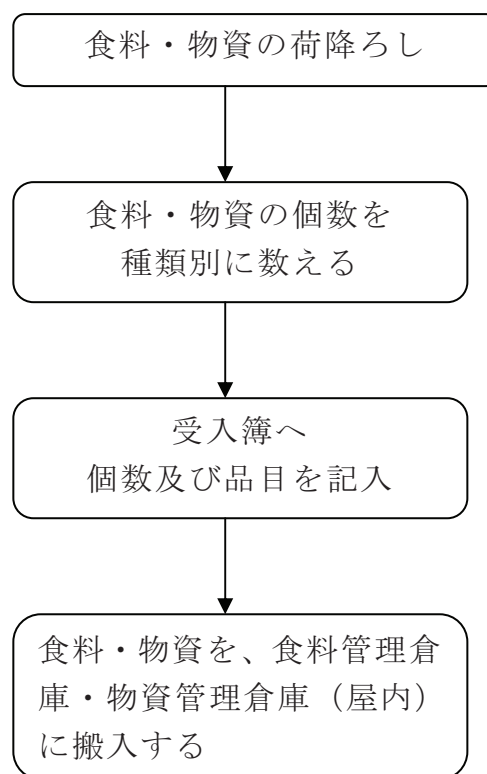 食料・物資の荷降ろし
食料・物資の個数を
種類別に数える
受入簿へ
個数及び品目を記入
食料・物資を、食料管理倉
庫・物資管理倉庫（屋内）
に搬入する